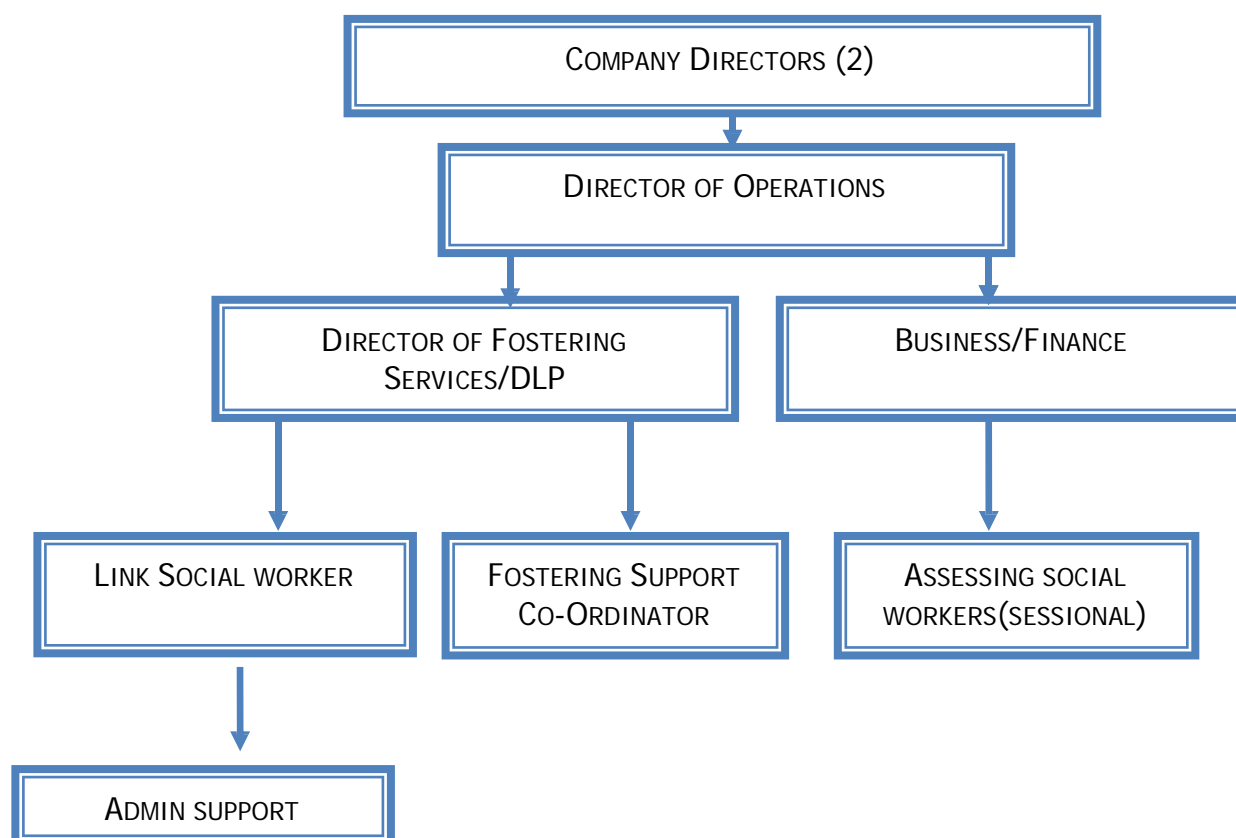 Company Directors (2)
Director of Operations
Director of Fostering
Services/DLP
Business/Finance
Link Social worker
Fostering Support
Co-Ordinator
Assessing social
workers(sessional)
Admin support